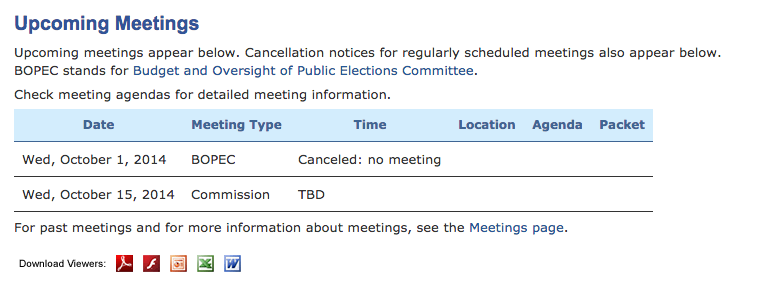 Upcoming Meetings
Upcoming meetings appear below. Cancellation notices for regularly scheduled meetings also appear below.
BOPEC stands for Budget and Oversight of Public Elections Committee.
Check meeting agendas for detailed meeting information.
Date Meeting Type Time Location Agenda Packet
Wed, October 1, 2014 BOPEC Canceled: no meeting
Wed, October 15, 2014 Commission TBD
For past meetings and for more information about meetings, see the Meetings page.
Download Viewers: